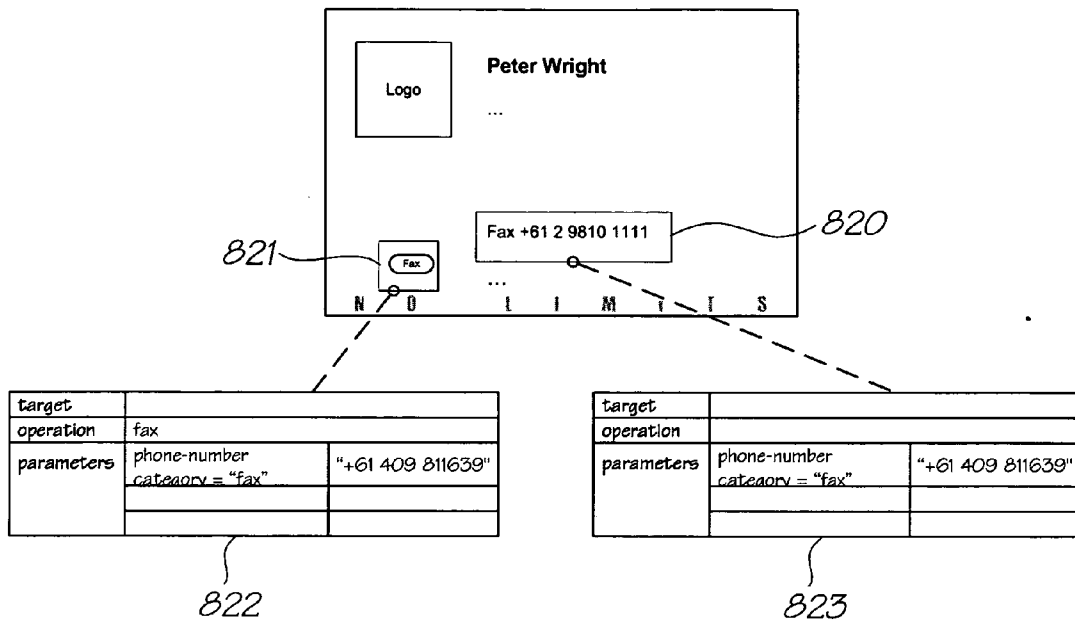 Logo
Peter Wright
...
Fax +61 2 9810 1111
820
821
Fax
...
N O L I M I T S
target
operation fax
parameters phone-number "+61 409 811639"
category = "fax"
822
target
operation
parameters phone-number "+61 409 811639"
category = "fax"
823